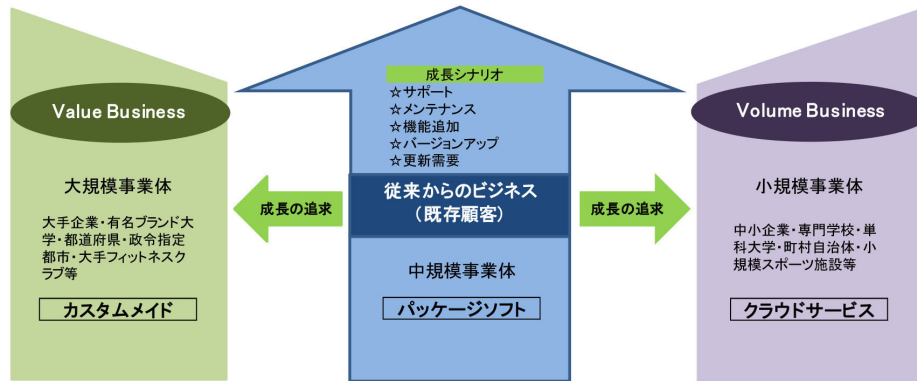 Value Business
大規模事業体
大手企業・有名ブランド大
学・都道府県・政令指定
都市・大手フィットネスク
ラブ等
カスタムメイド
成長の追求
成長シナリオ
☆サポート
☆メンテナンス
☆機能追加
☆バージョンアップ
☆更新需要
従来からのビジネス
（既存顧客）
中規模事業体
パッケージソフト
成長の追求
Volume Business
小規模事業体
中小企業・専門学校・単
科大学・町村自治体・小
規模スポーツ施設等
クラウドサービス